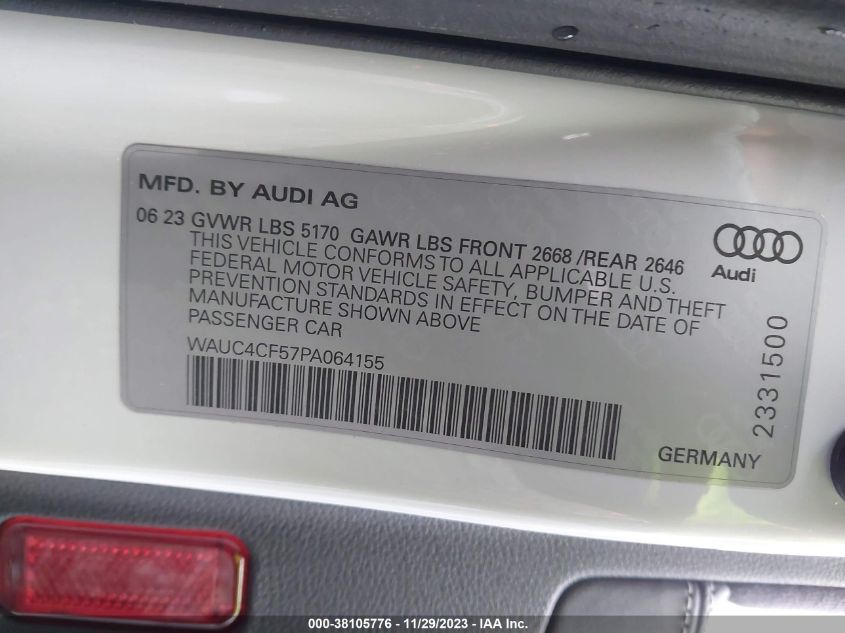 MFD. BY AUDI AG
06 23 GVWR LBS 5170 GAWR LBS FRONT 2668 /REAR 2646
THIS VEHICLE CONFORMS TO ALL APPLICABLE U.S.
FEDERAL MOTOR VEHICLE SAFETY, BUMPER AND THEFT
PREVENTION STANDARDS IN EFFECT ON THE DATE OF
MANUFACTURE SHOWN ABOVE
PASSENGER CAR
WAUC4CF57PA064155
Audi
2331500
GERMANY
000-38105776 - 11/29/2023 - IAA Inc.